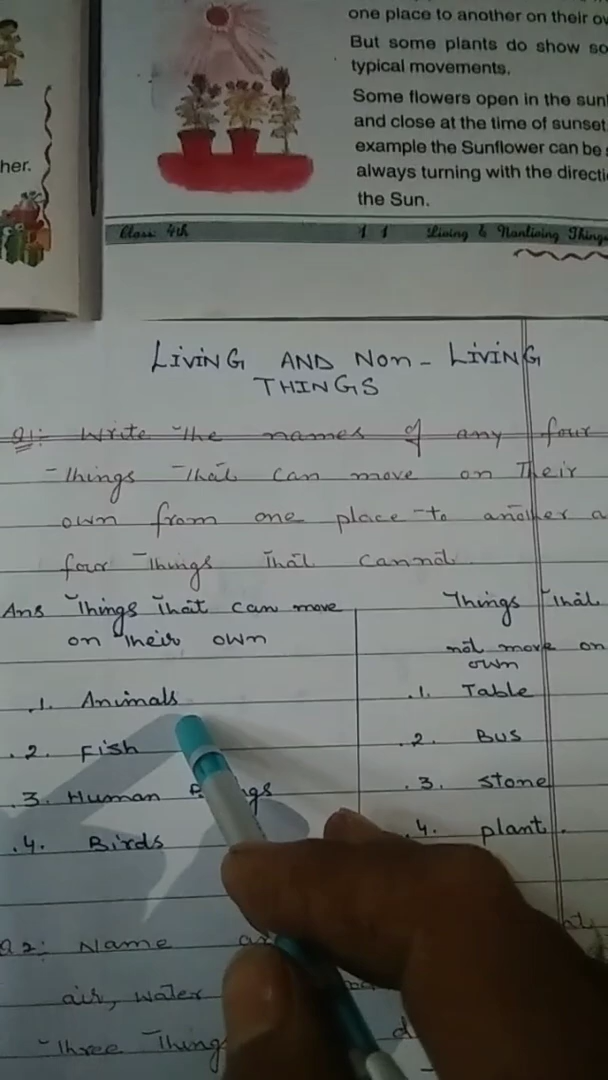 one place to another on their
But some plants do show
typical movements.
Some flowers open in the
and close at the time of sunset
example the Sunflower can be
always turning with the
the Sun.
her.
Class: 4th 11 Living & Nonliving Things
LIVING AND NON-LIVING
THINGS
Q1:- Write the names of any four
things that can move on their
own from one place to another a
four things that cannot.
Ans Things that can move
on their own
Things that
not move on
own
.1. Animals
.2. Fish
.3. Human
.4. Birds
.1. Table
.2. Bus
.3. Stone
.4. plant.
Q2:- Name
air, water
Three